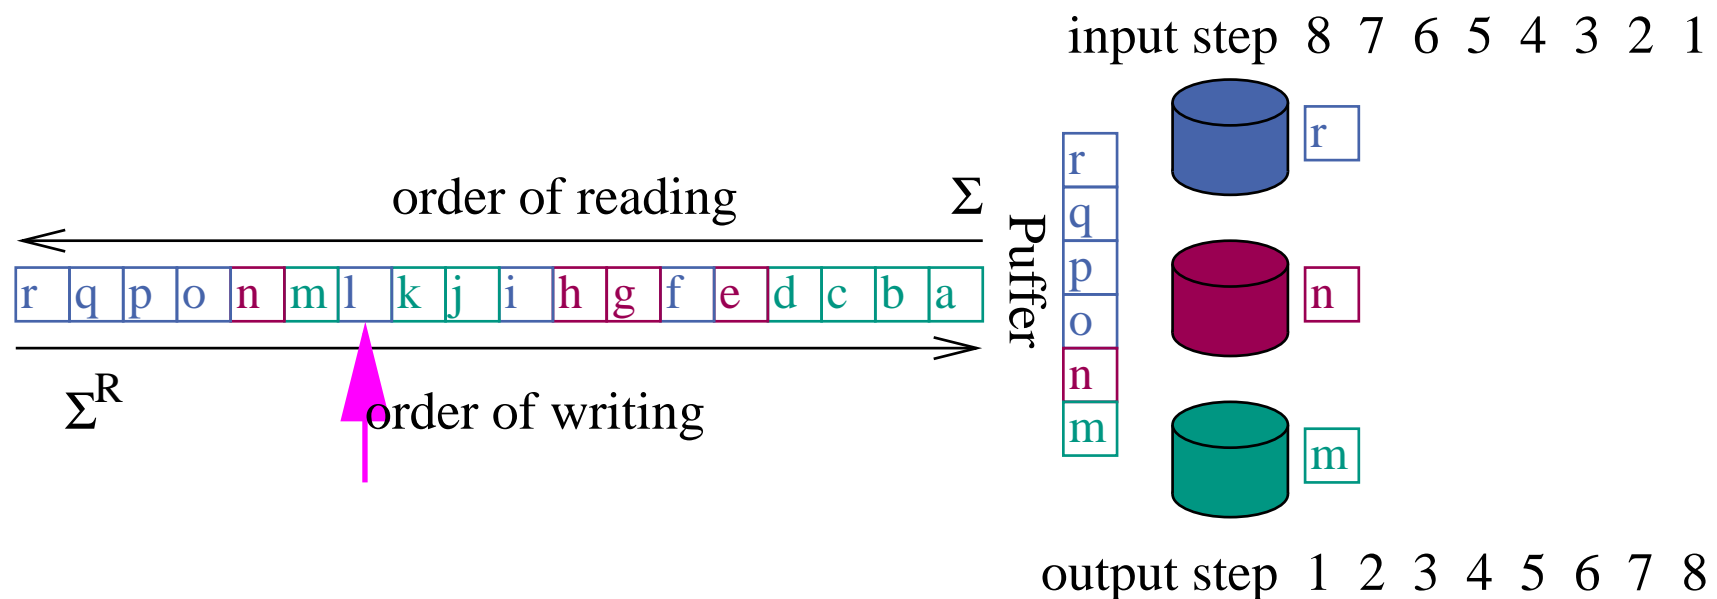 input step 8 7 6 5 4 3 2 1
order of reading Σ
r q p o n m l k j i h g f e d c b a
Σ^R
order of writing
Puffer
r
q
p
o
n
m
r
n
m
output step 1 2 3 4 5 6 7 8